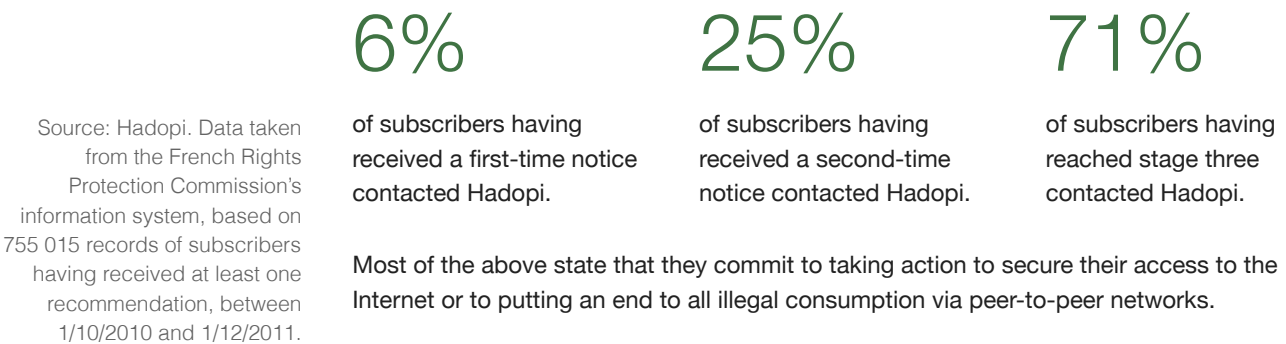 6%
25%
71%
Source: Hadopi. Data taken
from the French Rights
Protection Commission's
information system, based on
755 015 records of subscribers
having received at least one
recommendation, between
1/10/2010 and 1/12/2011.
of subscribers having
received a first-time notice
contacted Hadopi.
of subscribers having
received a second-time
notice contacted Hadopi.
of subscribers having
reached stage three
contacted Hadopi.
Most of the above state that they commit to taking action to secure their access to the
Internet or to putting an end to all illegal consumption via peer-to-peer networks.